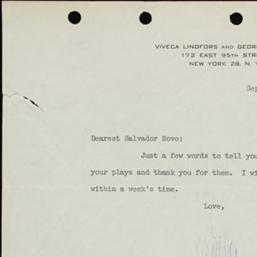 VIVECA LINDFORS AND GEOR
172 EAST 95TH STR
NEW YORK 28, N. Y
Sep
Dearest Salvador Novo:
Just a few words to tell you
your plays and thank you for them. I wi
within a week's time.
Love,